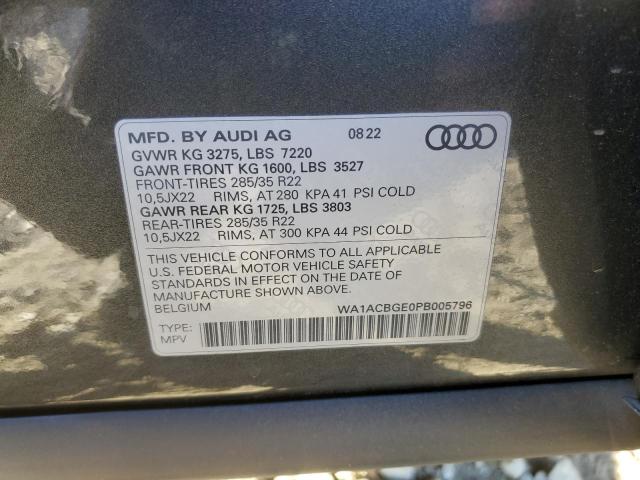 MFD. BY AUDI AG 08 22
GVWR KG 3275, LBS 7220
GAWR FRONT KG 1600, LBS 3527
FRONT-TIRES 285/35 R22
10,5JX22 RIMS, AT 280 KPA 41 PSI COLD
GAWR REAR KG 1725, LBS 3803
REAR-TIRES 285/35 R22
10,5JX22 RIMS, AT 300 KPA 44 PSI COLD
THIS VEHICLE CONFORMS TO ALL APPLICABLE
U.S. FEDERAL MOTOR VEHICLE SAFETY
STANDARDS IN EFFECT ON THE DATE OF
MANUFACTURE SHOWN ABOVE.
BELGIUM WA1ACBGE0PB005796
TYPE:
MPV